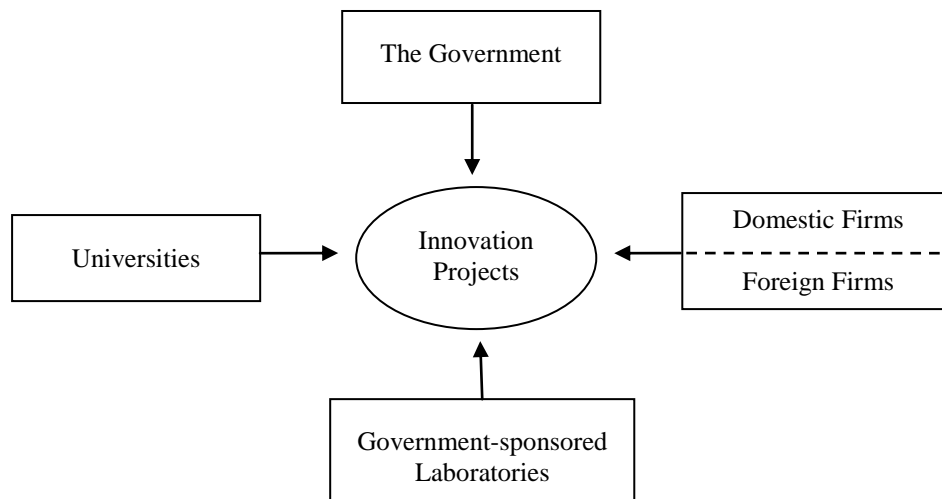 The Government
Universities
Innovation
Projects
Domestic Firms
Foreign Firms
Government-sponsored
Laboratories